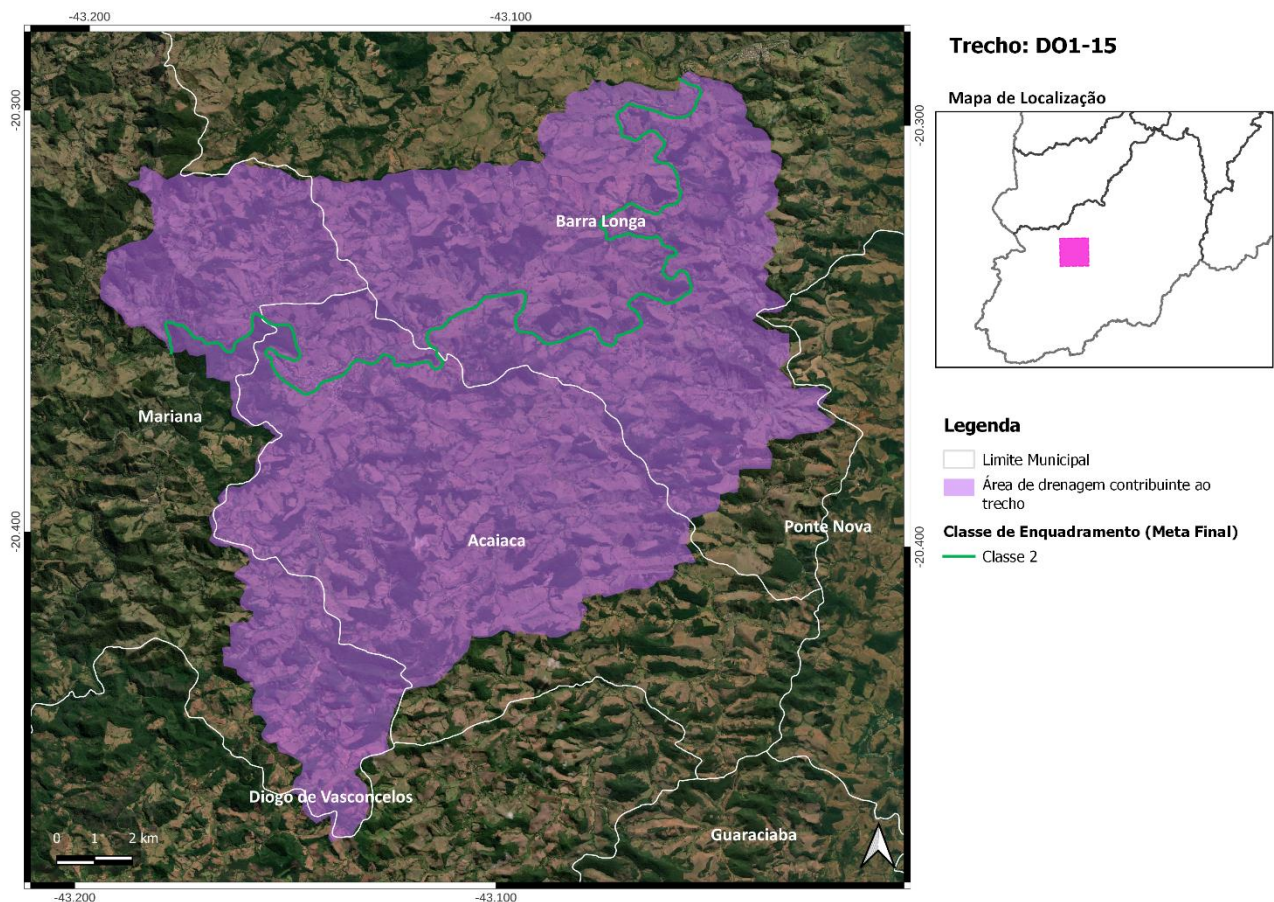 -43.200
-43.100
Trecho: DO1-15
Mapa de Localização
-20.300
-20.300
Barra Longa
Mariana
Legenda
Limite Municipal
Área de drenagem contribuinte ao
trecho
Ponte Nova
Classe de Enquadramento (Meta Final)
Acaiaca
-20.400
-20.400
Classe 2
Diogo de Vasconcelos
0 1 2 km
Guaraciaba
-43.200
-43.100